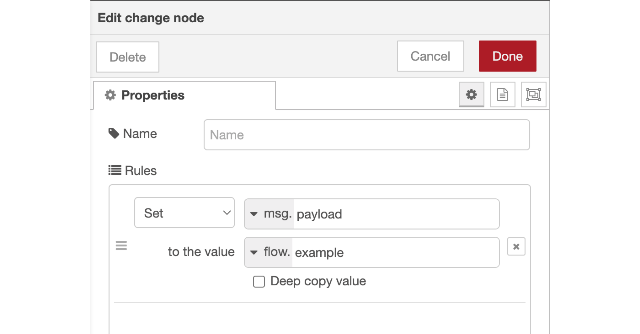 Edit change node
Delete Cancel Done
Properties
Name Name
Rules
Set msg. payload
to the value flow. example
Deep copy value